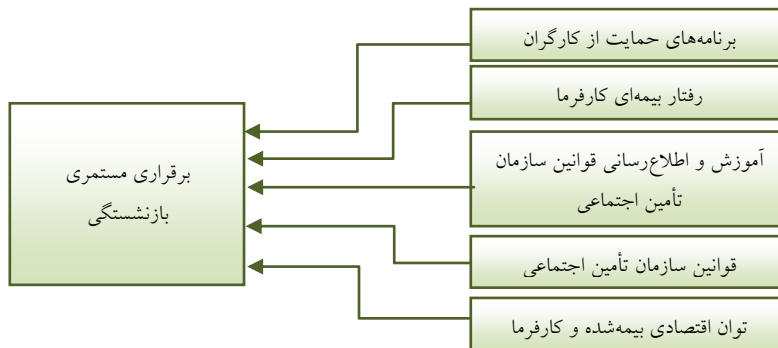 برنامه‌های حمایت از کارگران
رفتار بیمه‌ای کارفرما
آموزش و اطلاع‌رسانی قوانین سازمان
تأمین اجتماعی
قوانین سازمان تأمین اجتماعی
توان اقتصادی بیمه‌شده و کارفرما
برقراری مستمری
بازنشستگی